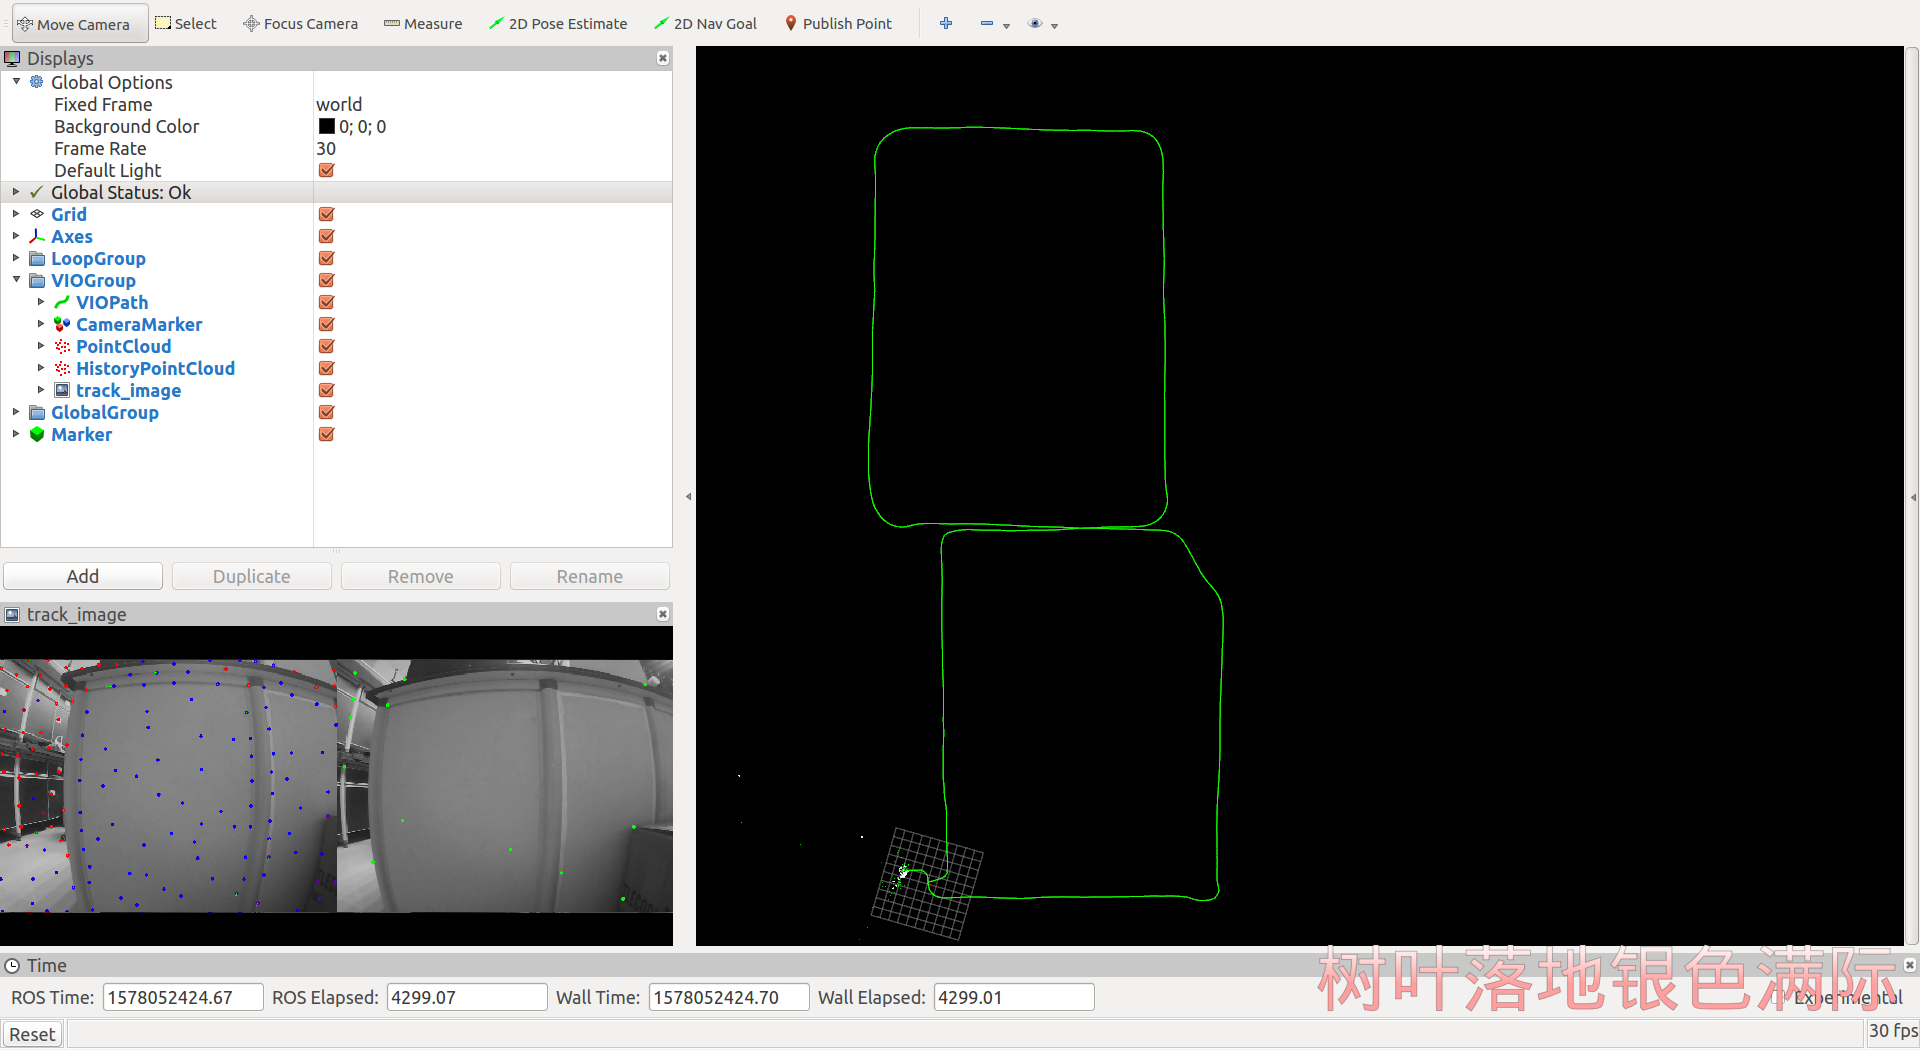 Move Camera Select Focus Camera Measure 2D Pose Estimate 2D Nav Goal Publish Point
Displays
Global Options
Fixed Frame world
Background Color 0; 0; 0
Frame Rate 30
Default Light
Global Status: Ok
Grid
Axes
LoopGroup
VIOGroup
VIOPath
CameraMarker
PointCloud
HistoryPointCloud
track_image
GlobalGroup
Marker
Add Duplicate Remove Rename
track_image
Time
树叶落地银色满际
ROS Time: 1578052424.67 ROS Elapsed: 4299.07 Wall Time: 1578052424.70 Wall Elapsed: 4299.01 Experimental
Reset 30 fps